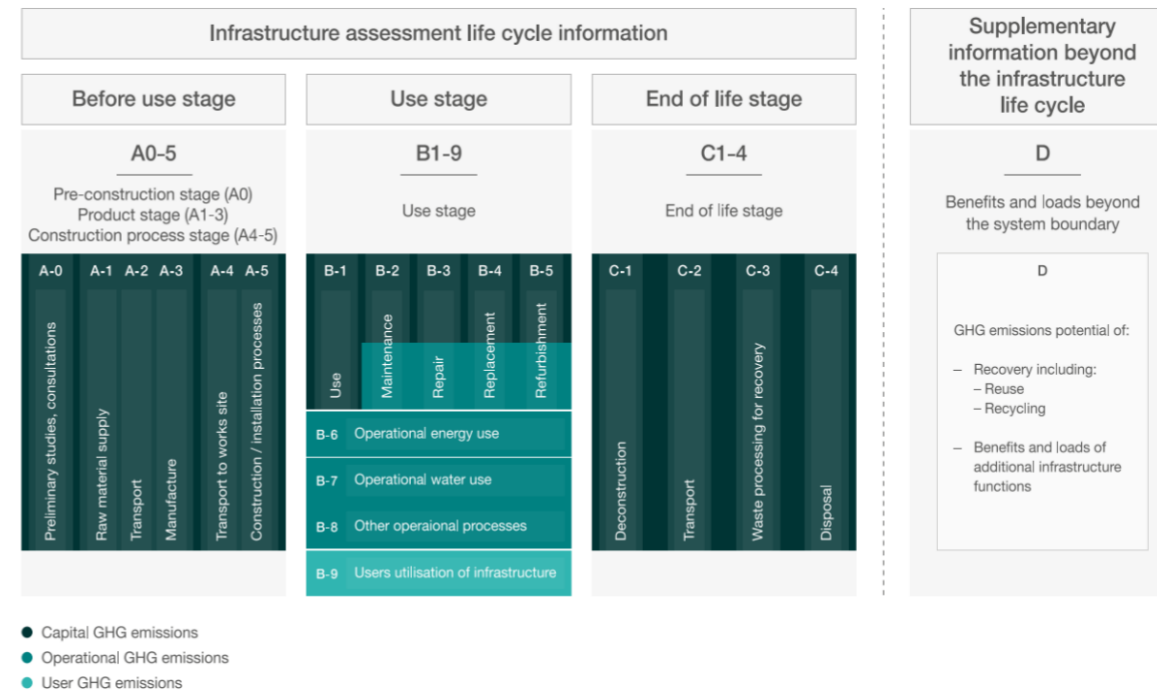 Infrastructure assessment life cycle information
Before use stage
A0-5
Pre-construction stage (A0)
Product stage (A1-3)
Construction process stage (A4-5)
A-0
A-1
A-2
A-3
A-4
A-5
Preliminary studies, consultations
Raw material supply
Transport
Manufacture
Transport to works site
Construction / installation processes
Use stage
B1-9
Use stage
B-1
B-2
B-3
B-4
B-5
Use
Maintenance
Repair
Replacement
Refurbishment
B-6 Operational energy use
B-7 Operational water use
B-8 Other operaional processes
B-9 Users utilisation of infrastructure
End of life stage
C1-4
End of life stage
C-1
C-2
C-3
C-4
Deconstruction
Transport
Waste processing for recovery
Disposal
Supplementary
information beyond
the infrastructure
life cycle
D
Benefits and loads beyond
the system boundary
D
GHG emissions potential of:
– Recovery including:
– Reuse
– Recycling
– Benefits and loads of
additional infrastructure
functions
Capital GHG emissions
Operational GHG emissions
User GHG emissions